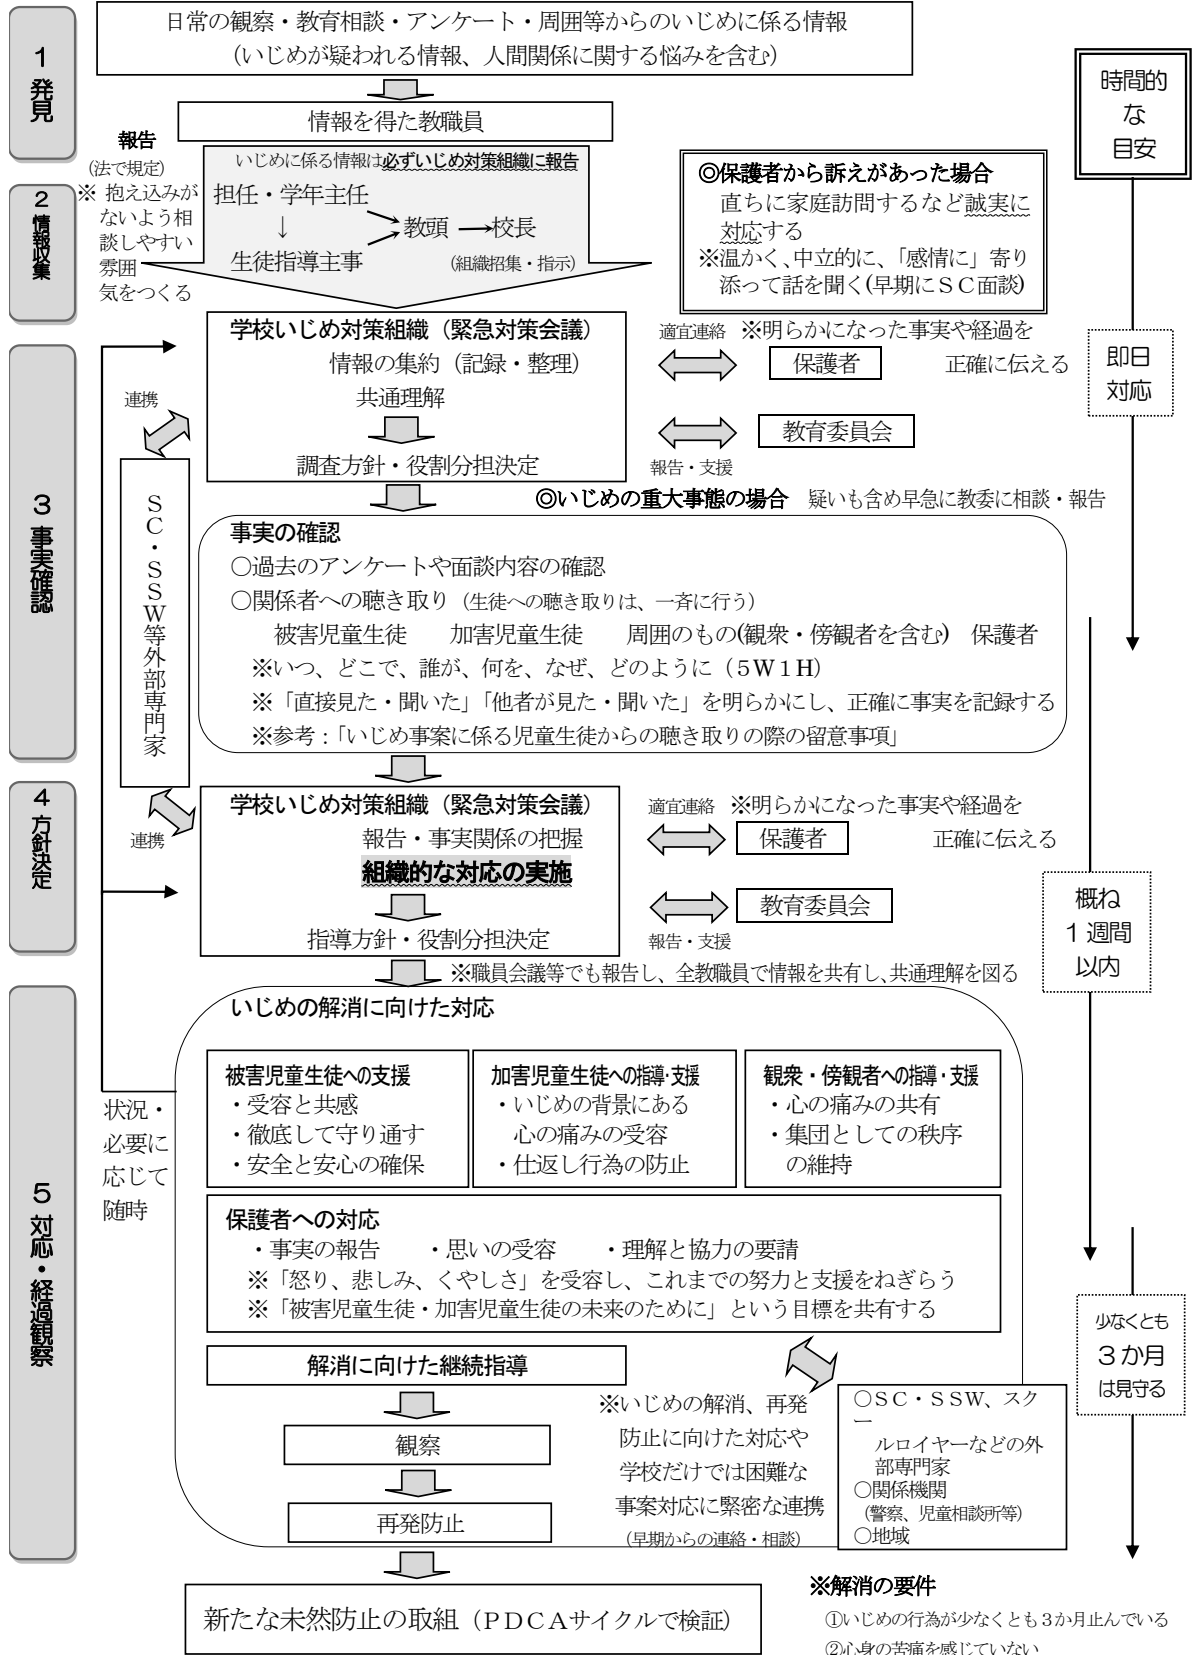 1 発見
日常の観察・教育相談・アンケート・周囲等からのいじめに係る情報
(いじめが疑われる情報、人間関係に関する悩みを含む)
情報を得た教職員
時間的
な
目安
報告
(法で規定)
※ 抱え込みが
ないよう相
談しやすい
雰囲
気をつくる
2 情報収集
いじめに係る情報は必ずいじめ対策組織に報告
担任・学年主任
↓
生徒指導主事
教頭
校長
(組織招集・指示)
◎保護者から訴えがあった場合
直ちに家庭訪問するなど誠実に
対応する
※温かく、中立的に、「感情に」寄り
添って話を聞く(早期にSC面談)
3 事実確認
学校いじめ対策組織(緊急対策会議)
情報の集約(記録・整理)
共通理解
調査方針・役割分担決定
適宜連絡 ※明らかになった事実や経過を
保護者 正確に伝える
教育委員会
報告・支援
即日
対応
連携
SC・SSW等外部専門家
連携
◎いじめの重大事態の場合 疑いも含め早急に教委に相談・報告
事実の確認
○過去のアンケートや面談内容の確認
○関係者への聴き取り(生徒への聴き取りは、一斉に行う)
被害児童生徒 加害児童生徒 周囲のもの(観衆・傍観者を含む) 保護者
※いつ、どこで、誰が、何を、なぜ、どのように(5W1H)
※「直接見た・聞いた」「他者が見た・聞いた」を明らかにし、正確に事実を記録する
※参考:「いじめ事案に係る児童生徒からの聴き取りの際の留意事項」
4 方針決定
学校いじめ対策組織(緊急対策会議)
報告・事実関係の把握
組織的な対応の実施
指導方針・役割分担決定
適宜連絡 ※明らかになった事実や経過を
保護者 正確に伝える
教育委員会
報告・支援
概ね
1週間
以内
※職員会議等でも報告し、全教職員で情報を共有し、共通理解を図る
5 対応・経過観察
いじめの解消に向けた対応
状況・
必要に
応じて
随時
被害児童生徒への支援
・受容と共感
・徹底して守り通す
・安全と安心の確保
加害児童生徒への指導・支援
・いじめの背景にある
心の痛みの受容
・仕返し行為の防止
観衆・傍観者への指導・支援
・心の痛みの共有
・集団としての秩序
の維持
保護者への対応
・事実の報告 ・思いの受容 ・理解と協力の要請
※「怒り、悲しみ、くやしさ」を受容し、これまでの努力と支援をねぎらう
※「被害児童生徒・加害児童生徒の未来のために」という目標を共有する
少なくとも
3か月
は見守る
解消に向けた継続指導
観察
再発防止
※いじめの解消、再発
防止に向けた対応や
学校だけでは困難な
事案対応に緊密な連携
(早期からの連絡・相談)
○SC・SSW、スク
ー
ルロイヤーなどの外
部専門家
○関係機関
(警察、児童相談所等)
○地域
新たな未然防止の取組(PDCAサイクルで検証)
※解消の要件
①いじめの行為が少なくとも3か月止んでいる
②心身の苦痛を感じていない